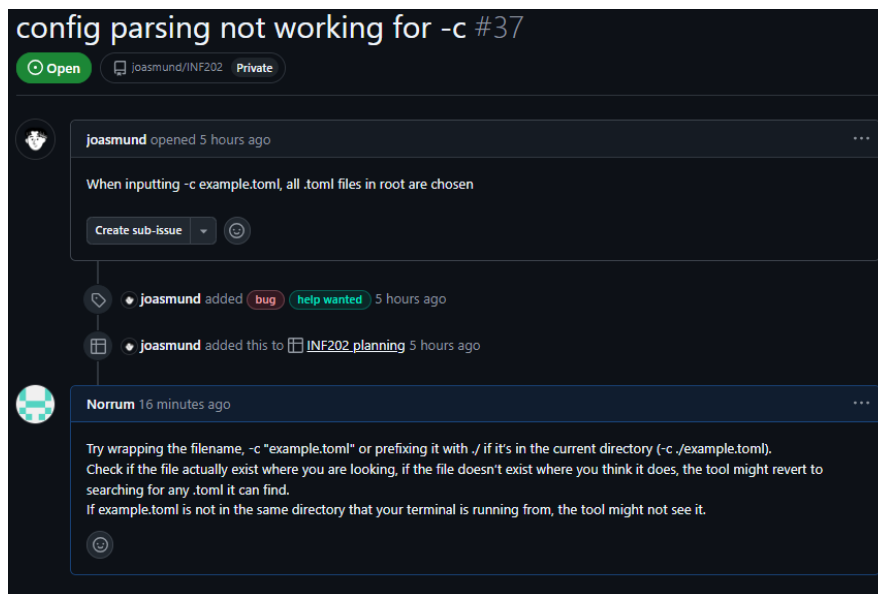 config parsing not working for -c #37
Open
joasmund/INF202 Private
joasmund opened 5 hours ago
When inputting -c example.toml, all .toml files in root are chosen
Create sub-issue
joasmund added bug help wanted 5 hours ago
joasmund added this to INF202 planning 5 hours ago
Norrum 16 minutes ago
Try wrapping the filename, -c "example.toml" or prefixing it with ./ if it's in the current directory (-c ./example.toml).
Check if the file actually exist where you are looking, if the file doesn't exist where you think it does, the tool might revert to
searching for any .toml it can find.
If example.toml is not in the same directory that your terminal is running from, the tool might not see it.